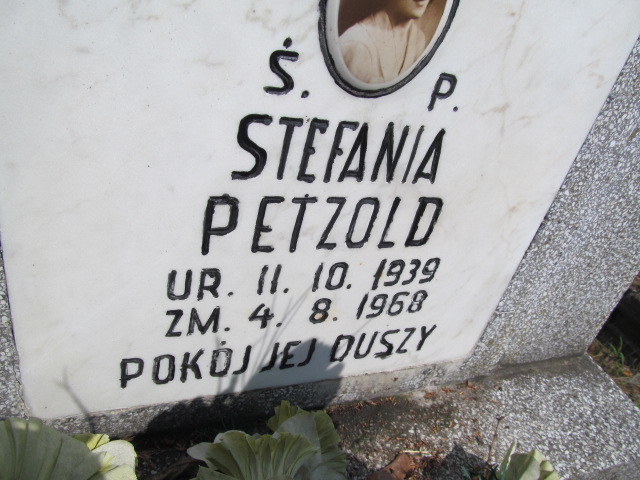 Ś. P.
STEFANIA
PETZOLD
UR. 11. 10. 1939
ZM. 4. 8. 1968
POKÓJ JEJ DUSZY